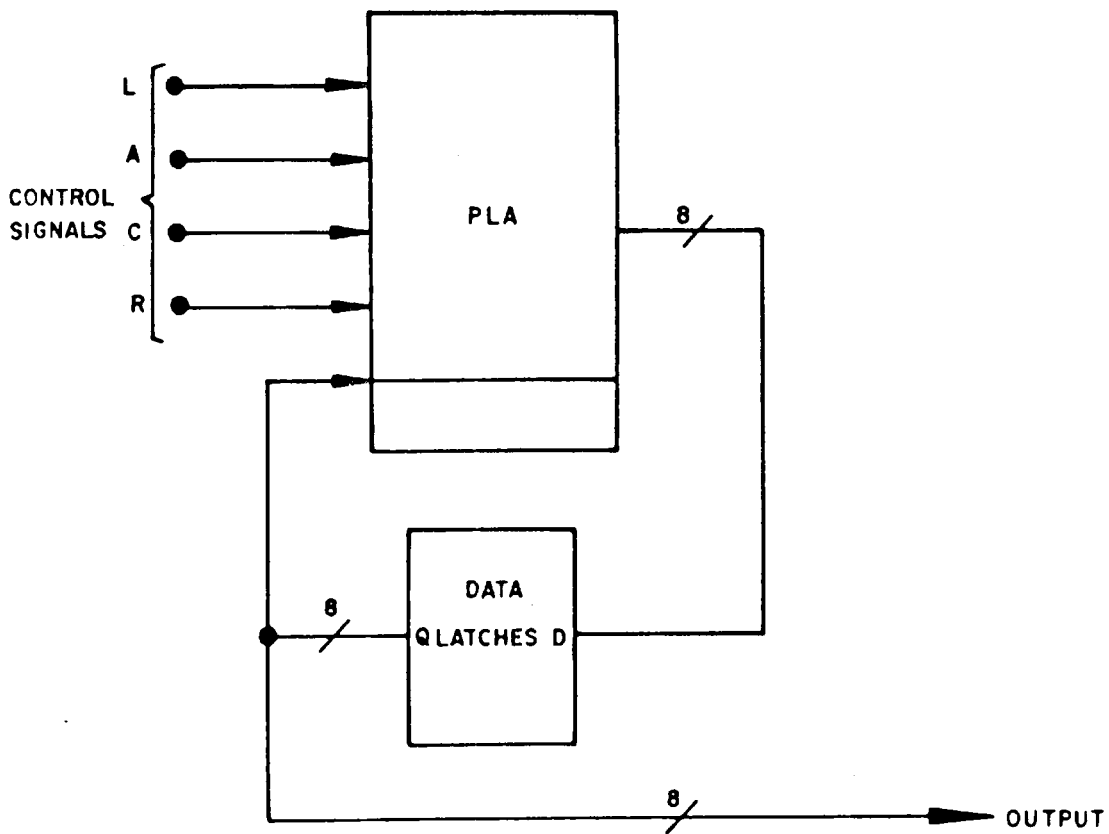 L
A
CONTROL
SIGNALS
C
R
PLA
8
8
DATA
Q LATCHES D
8
OUTPUT